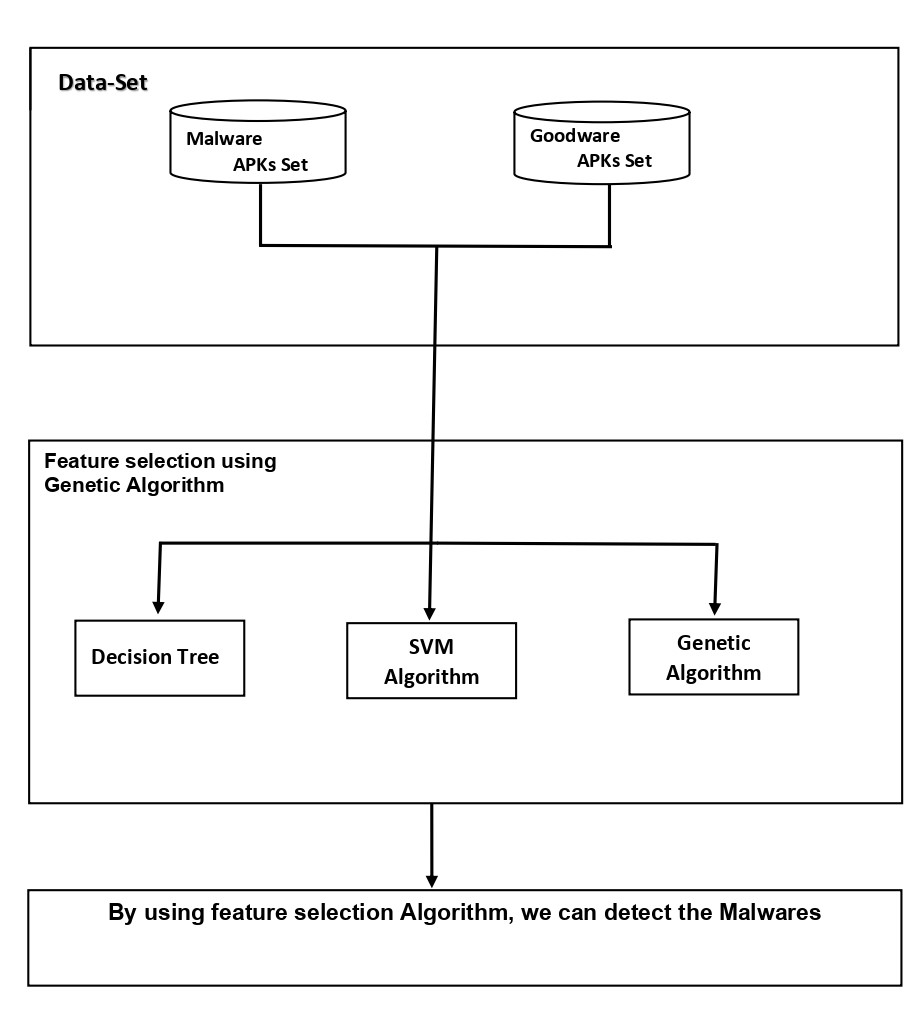 Data-Set
Malware
APKs Set
Goodware
APKs Set
Feature selection using
Genetic Algorithm
Decision Tree
SVM
Algorithm
Genetic
Algorithm
By using feature selection Algorithm, we can detect the Malwares